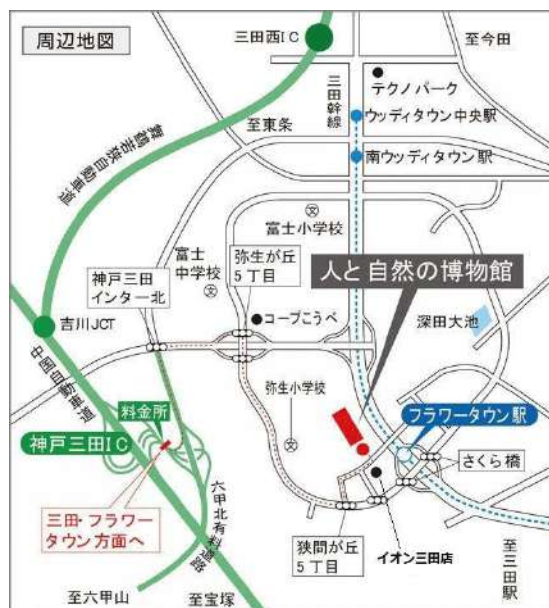 周辺地図
三田西IC
至今田
テクノパーク
三田幹線
ウッディタウン中央駅
至東条
南ウッディタウン駅
舞鶴若狭自動車道
富士小学校
富士
中学校
弥生が丘
5丁目
神戸三田
インター北
人と自然の博物館
コープこうべ
深田大池
吉川JCT
中国自動車道
料金所
弥生小学校
フラワータウン駅
神戸三田IC
さくら橋
三田・フラワー
タウン方面へ
六甲北有料道路
狭間が丘
5丁目
イオン三田店
至三田駅
至六甲山
至宝塚